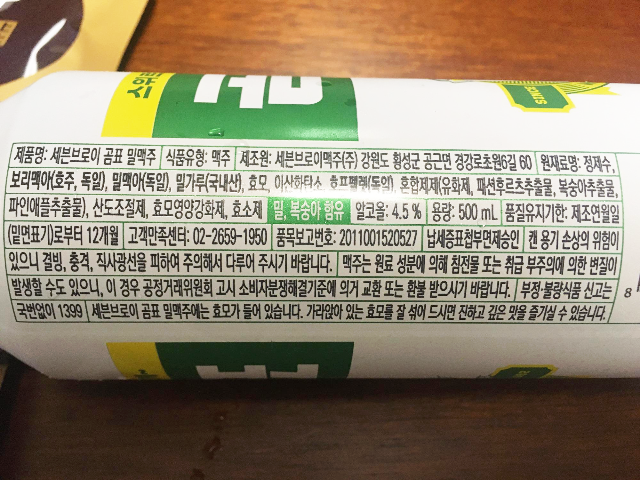 곰
SINCE
제품명: 세븐브로이 곰표 밀맥주 식품유형: 맥주 제조원: 세븐브로이맥주(주) 강원도 횡성군 공근면 경강로초원6길 60 원재료명: 정제수,
보리맥아(호주, 독일), 밀맥아(독일), 밀가루(국내산), 효모, 이산화탄소, 호프펠렛(독일), 혼합제제(유화제, 패션후르츠추출물, 복숭아추출물,
파인애플추출물), 산도조절제, 효모영양강화제, 효소제 밀, 복숭아 함유 알코올: 4.5 % 용량: 500 mL 품질유지기한: 제조연월일
(밑면표기)로부터 12개월 고객만족센터: 02-2659-1950 품목보고번호: 2011001520527 납세증표첩부면제승인 캔 용기 손상의 위험이
있으니 결빙, 충격, 직사광선을 피하여 주의해서 다루어 주시기 바랍니다. 맥주는 원료 성분에 의해 침전물 또는 취급 부주의에 의한 변질이
발생할 수도 있으니, 이 경우 공정거래위원회 고시 소비자분쟁해결기준에 의거 교환 또는 환불 받으시기 바랍니다. 부정·불량식품 신고는
국번없이 1399 세븐브로이 곰표 밀맥주에는 효모가 들어 있습니다. 가라앉아 있는 효모를 잘 섞어 드시면 진하고 깊은 맛을 즐기실 수 있습니다.
8